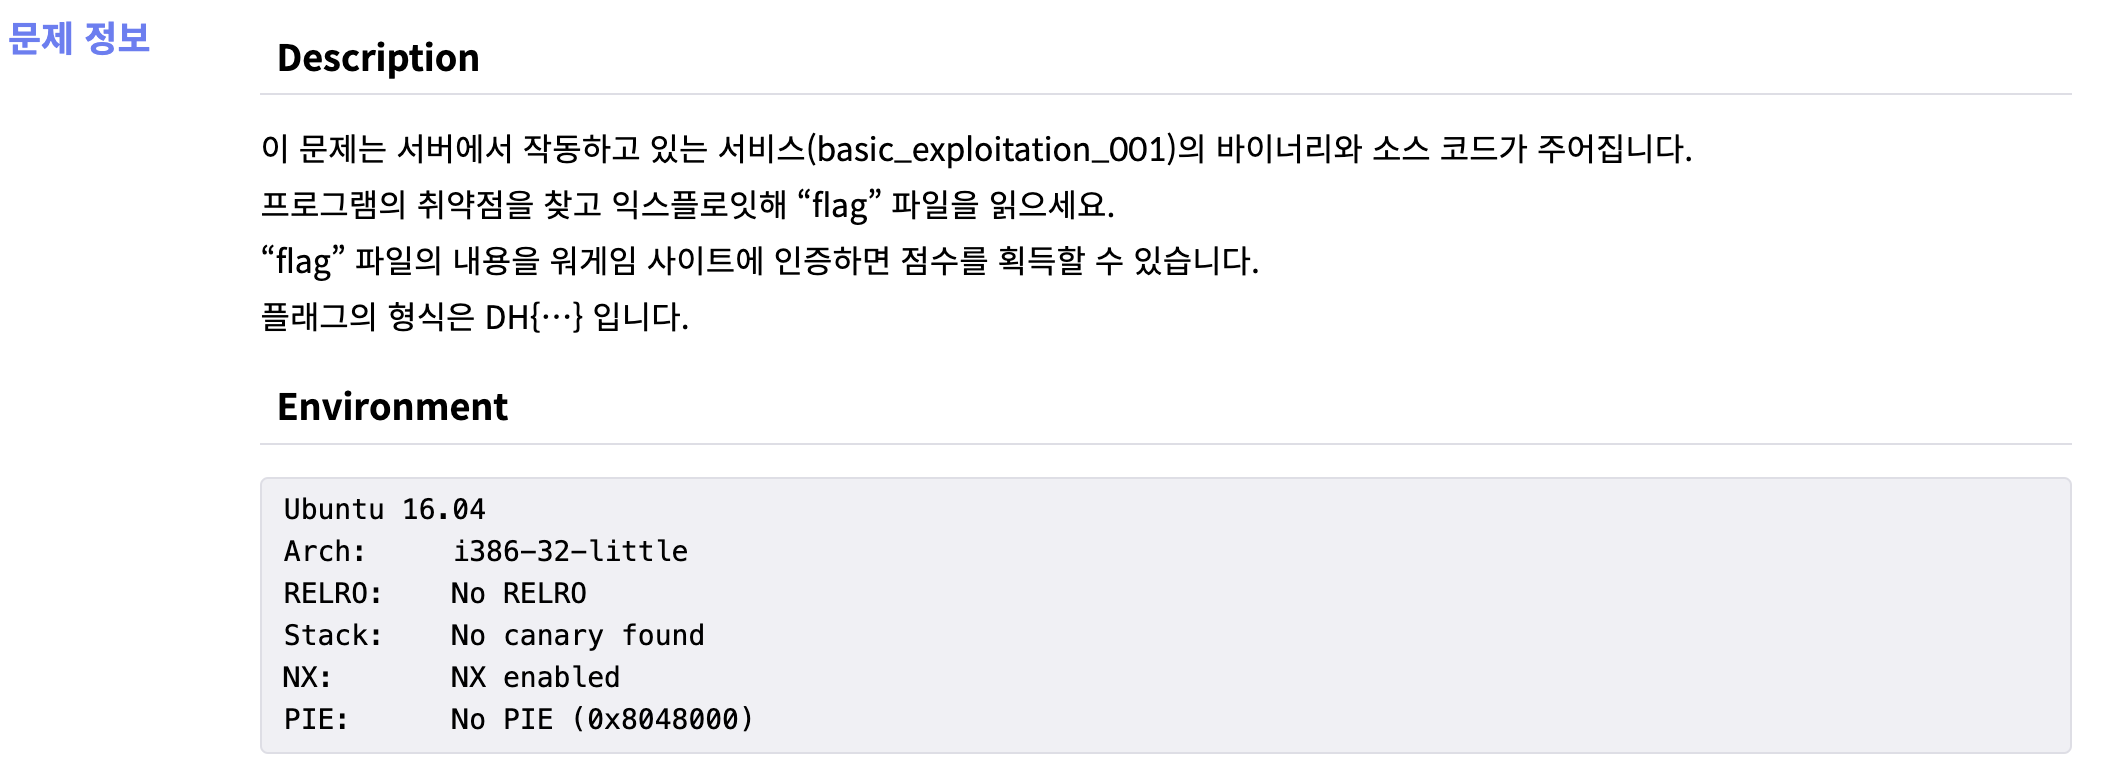 문제 정보
Description
이 문제는 서버에서 작동하고 있는 서비스(basic_exploitation_001)의 바이너리와 소스 코드가 주어집니다.
프로그램의 취약점을 찾고 익스플로잇해 “flag” 파일을 읽으세요.
“flag” 파일의 내용을 워게임 사이트에 인증하면 점수를 획득할 수 있습니다.
플래그의 형식은 DH{…} 입니다.
Environment
Ubuntu 16.04
Arch:     i386-32-little
RELRO:    No RELRO
Stack:    No canary found
NX:       NX enabled
PIE:      No PIE (0x8048000)